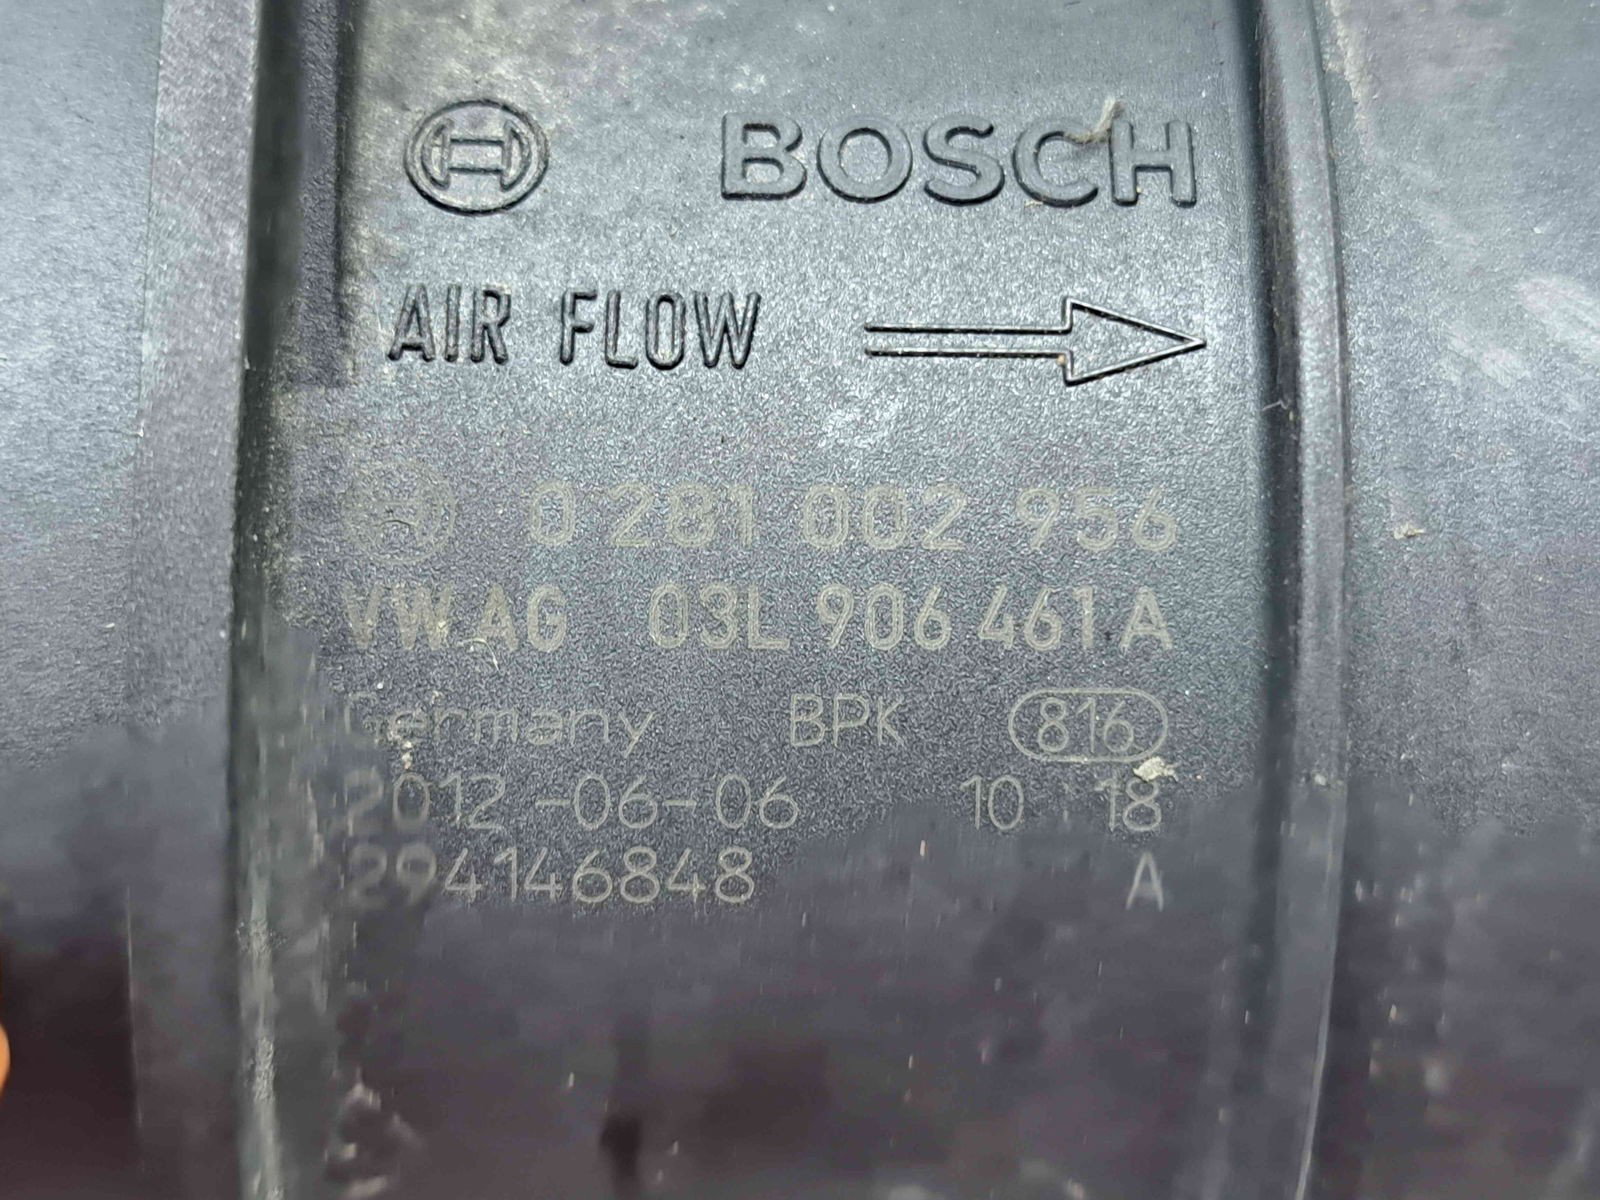 BOSCH
AIR FLOW
0 281 002 956
VW AG 03L 906 461 A
Germany BPK 816
2012-06-06 10 18
294146848 A